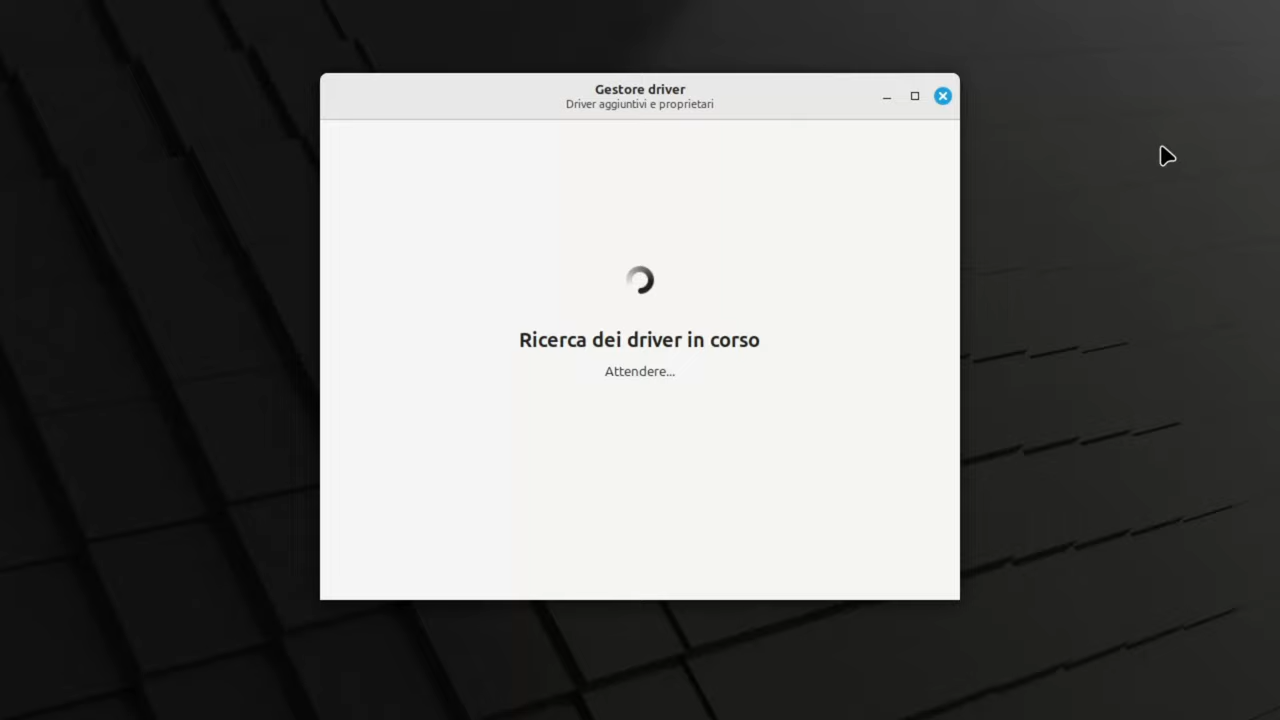 Gestore driver
Driver aggiuntivi e proprietari
Ricerca dei driver in corso
Attendere...